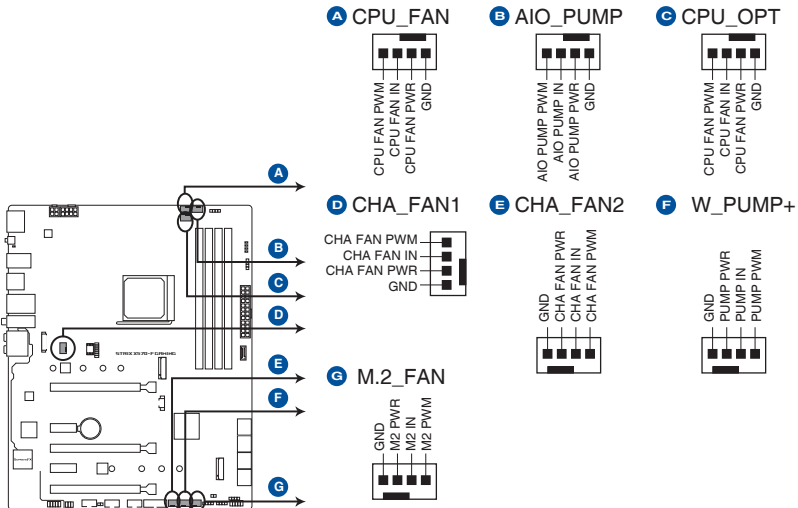 A CPU_FAN
CPU FAN PWM
CPU FAN IN
CPU FAN PWR
GND
B AIO_PUMP
AIO PUMP PWM
AIO PUMP IN
AIO PUMP PWR
GND
C CPU_OPT
CPU FAN PWM
CPU FAN IN
CPU FAN PWR
GND
A
B
C
D
E
F
G
STRIX X570-F GAMING
D CHA_FAN1
CHA FAN PWM
CHA FAN IN
CHA FAN PWR
GND
E CHA_FAN2
GND
CHA FAN PWR
CHA FAN IN
CHA FAN PWM
F W_PUMP+
GND
PUMP PWR
PUMP IN
PUMP PWM
G M.2_FAN
GND
M2 PWR
M2 IN
M2 PWM